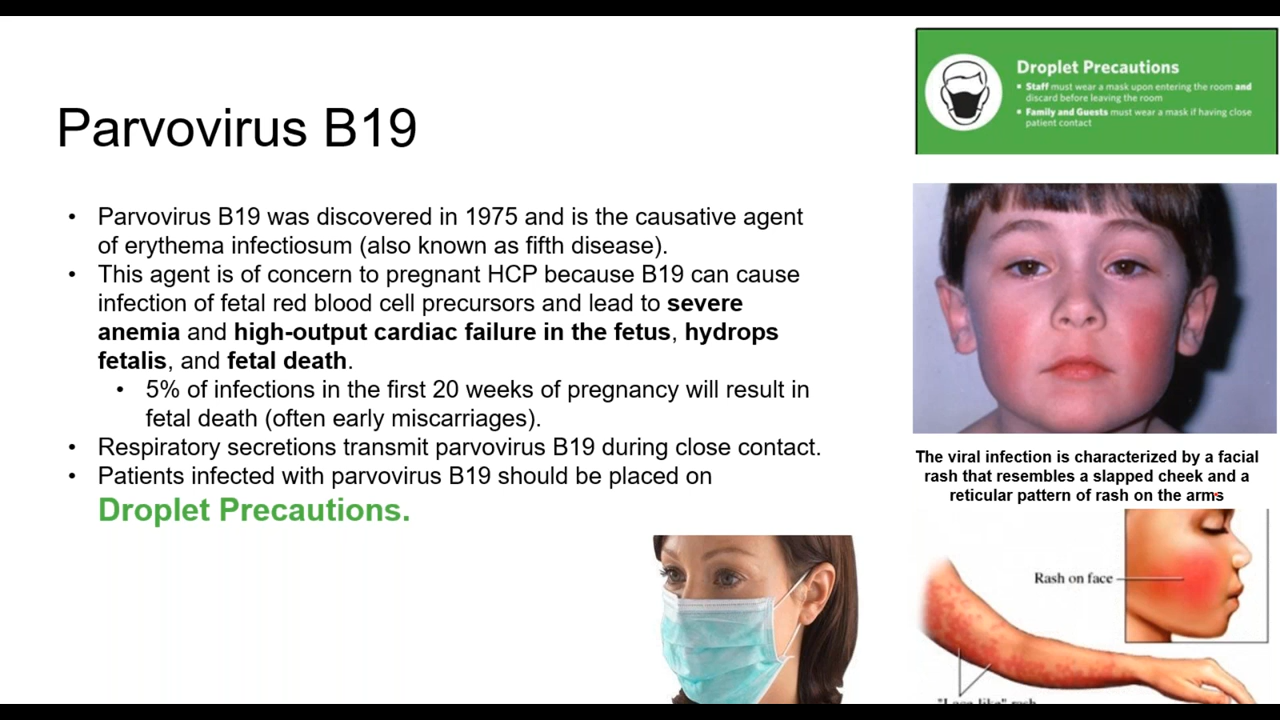 Parvovirus B19
• Parvovirus B19 was discovered in 1975 and is the causative agent
of erythema infectiosum (also known as fifth disease).
• This agent is of concern to pregnant HCP because B19 can cause
infection of fetal red blood cell precursors and lead to severe
anemia and high-output cardiac failure in the fetus, hydrops
fetalis, and fetal death.
• 5% of infections in the first 20 weeks of pregnancy will result in
fetal death (often early miscarriages).
• Respiratory secretions transmit parvovirus B19 during close contact.
• Patients infected with parvovirus B19 should be placed on
Droplet Precautions.
Droplet Precautions
▪ Staff must wear a mask upon entering the room and
discard before leaving the room
▪ Family and Guests must wear a mask if having close
patient contact
The viral infection is characterized by a facial
rash that resembles a slapped cheek and a
reticular pattern of rash on the arms
Rash on face
"Lace-like" rash